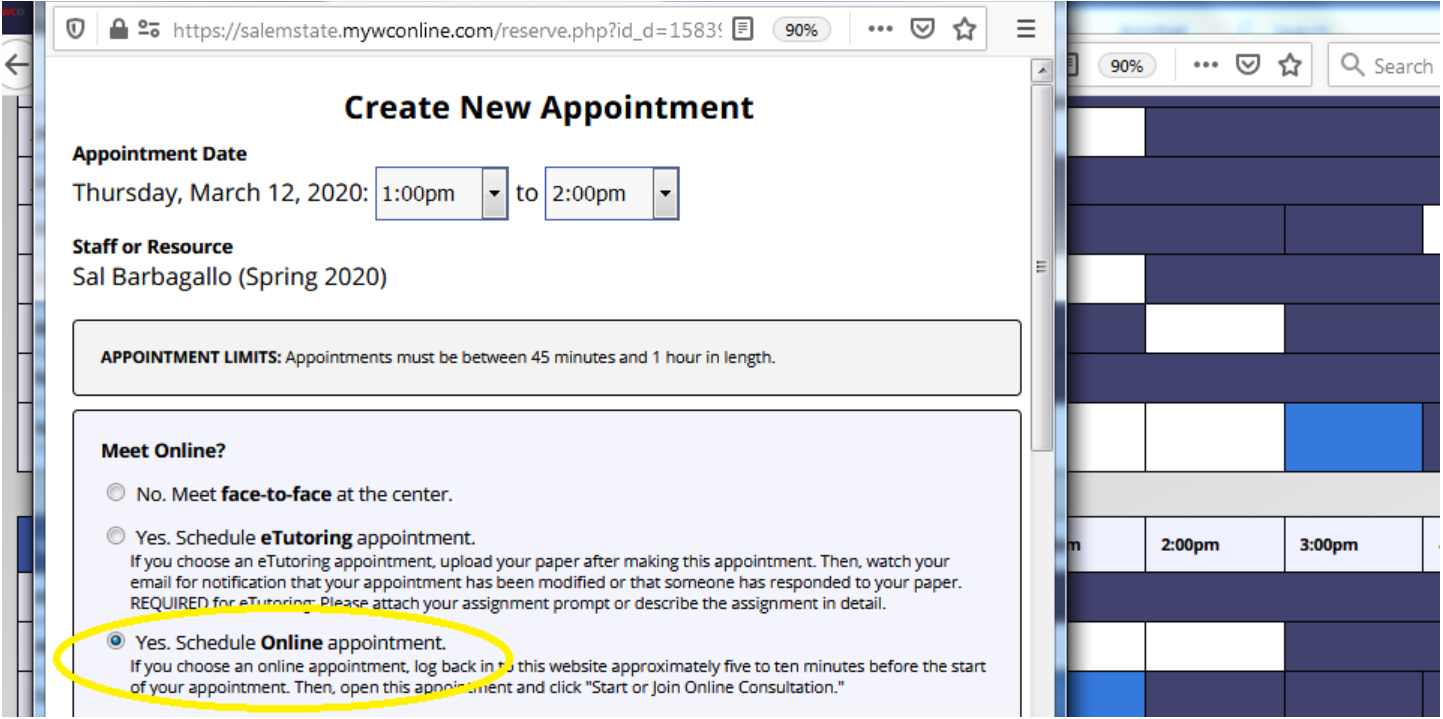 https://salemstate.mywconline.com/reserve.php?id_d=15839 90%
90% Search
Create New Appointment
Appointment Date
Thursday, March 12, 2020: 1:00pm to 2:00pm
Staff or Resource
Sal Barbagallo (Spring 2020)
APPOINTMENT LIMITS: Appointments must be between 45 minutes and 1 hour in length.
Meet Online?
No. Meet face-to-face at the center.
Yes. Schedule eTutoring appointment.
If you choose an eTutoring appointment, upload your paper after making this appointment. Then, watch your
email for notification that your appointment has been modified or that someone has responded to your paper.
REQUIRED for eTutoring: Please attach your assignment prompt or describe the assignment in detail.
Yes. Schedule Online appointment.
If you choose an online appointment, log back in to this website approximately five to ten minutes before the start
of your appointment. Then, open this appointment and click "Start or Join Online Consultation."
m 2:00pm 3:00pm